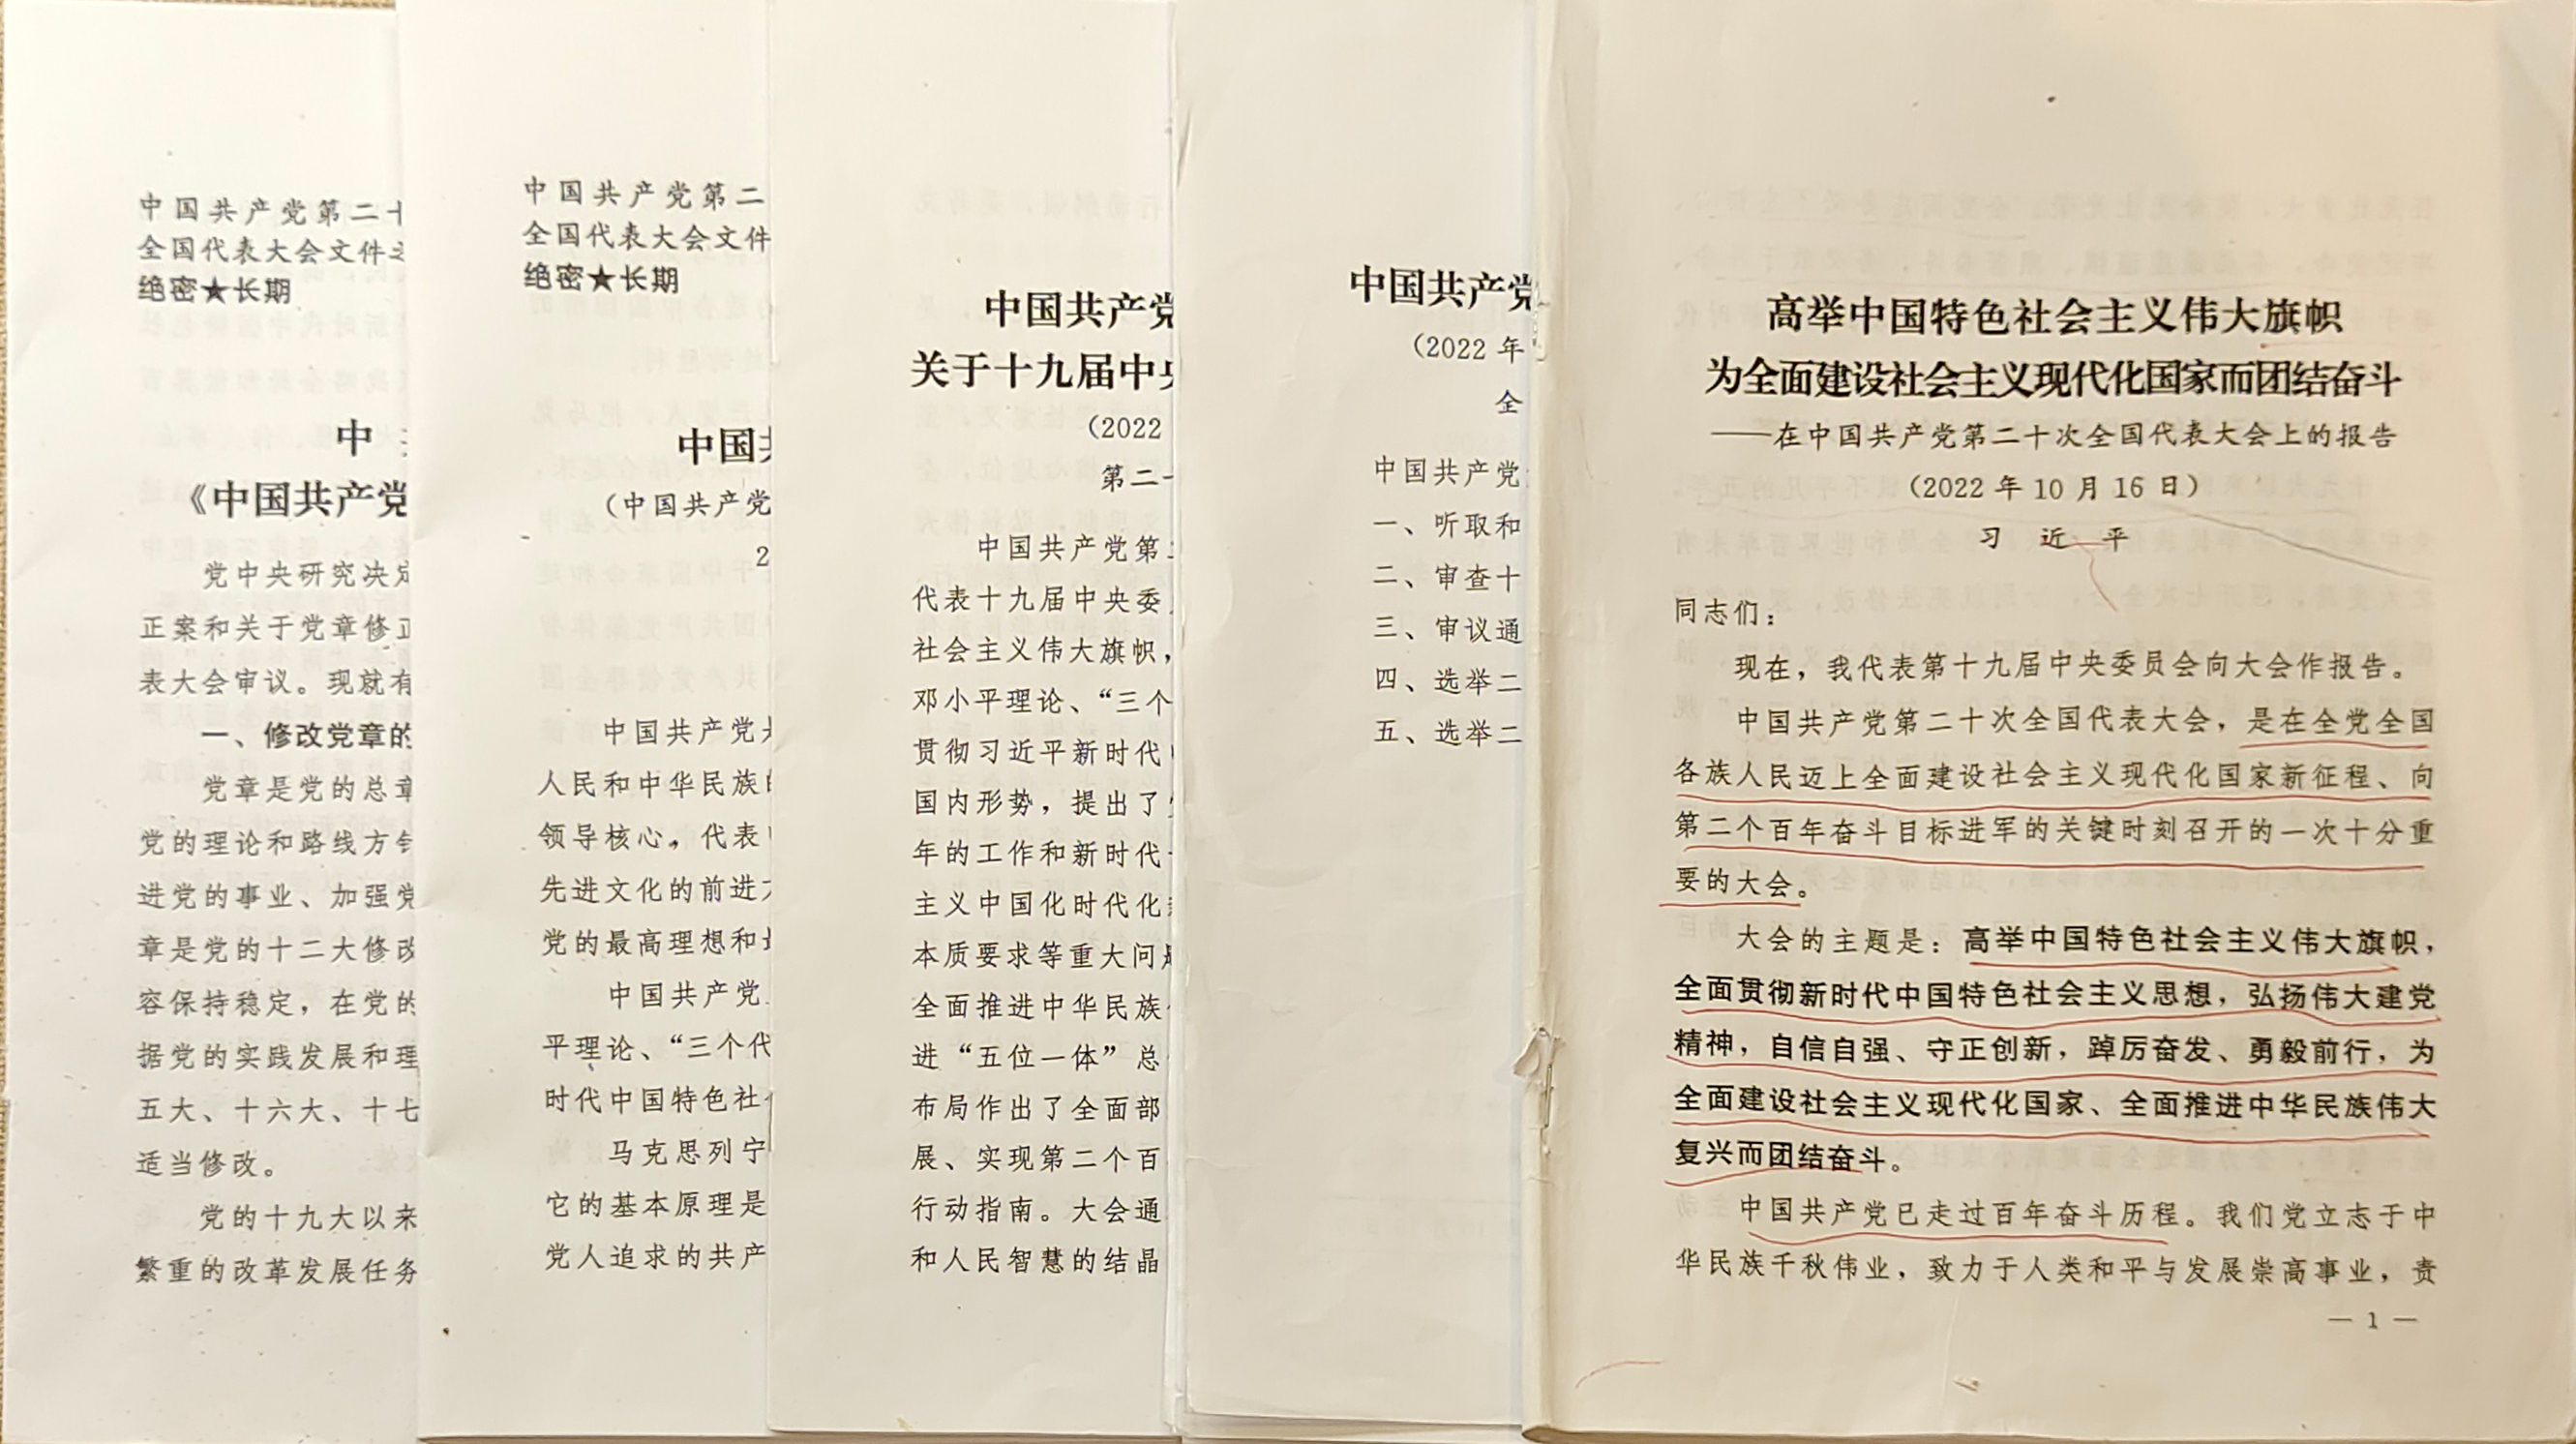 中国共产党第二十
全国代表大会文件之
绝密★长期
中
《中国共产党
党中央研究决定
正案和关于党章修正
表大会审议。现就有
一、修改党章的
党章是党的总章
党的理论和路线方针
进党的事业、加强党
章是党的十二大修改
容保持稳定，在党的
据党的实践发展和理
五大、十六大、十七
适当修改。
党的十九大以来
繁重的改革发展任务
中国共产党第二
全国代表大会文件
绝密★长期
中国共
（中国共产党
2
中国共产党
人民和中华民族的
领导核心，代表中
先进文化的前进方
党的最高理想和最
中国共产党
平理论、“三个代
时代中国特色社会
马克思列宁
它的基本原理是
党人追求的共产
中国共产党
关于十九届中央
（2022
第二十
中国共产党第二
代表十九届中央委
社会主义伟大旗帜，
邓小平理论、“三个
贯彻习近平新时代中
国内形势，提出了
年的工作和新时代十
主义中国化时代化新
本质要求等重大问题
全面推进中华民族伟
进“五位一体”总
布局作出了全面部
展、实现第二个百
行动指南。大会通
和人民智慧的结晶
中国共产党
（2022 年
全
中国共产党
一、听取和
二、审查十
三、审议通
四、选举二
五、选举二
高举中国特色社会主义伟大旗帜
为全面建设社会主义现代化国家而团结奋斗
——在中国共产党第二十次全国代表大会上的报告
（2022 年 10 月 16 日）
习 近 平
同志们：
现在，我代表第十九届中央委员会向大会作报告。
中国共产党第二十次全国代表大会，是在全党全国
各族人民迈上全面建设社会主义现代化国家新征程、向
第二个百年奋斗目标进军的关键时刻召开的一次十分重
要的大会。
大会的主题是：高举中国特色社会主义伟大旗帜，
全面贯彻新时代中国特色社会主义思想，弘扬伟大建党
精神，自信自强、守正创新，踔厉奋发、勇毅前行，为
全面建设社会主义现代化国家、全面推进中华民族伟大
复兴而团结奋斗。
中国共产党已走过百年奋斗历程。我们党立志于中
华民族千秋伟业，致力于人类和平与发展崇高事业，责
— 1 —